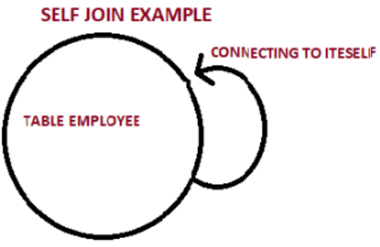 SELF JOIN EXAMPLE
CONNECTING TO ITESELF
TABLE EMPLOYEE